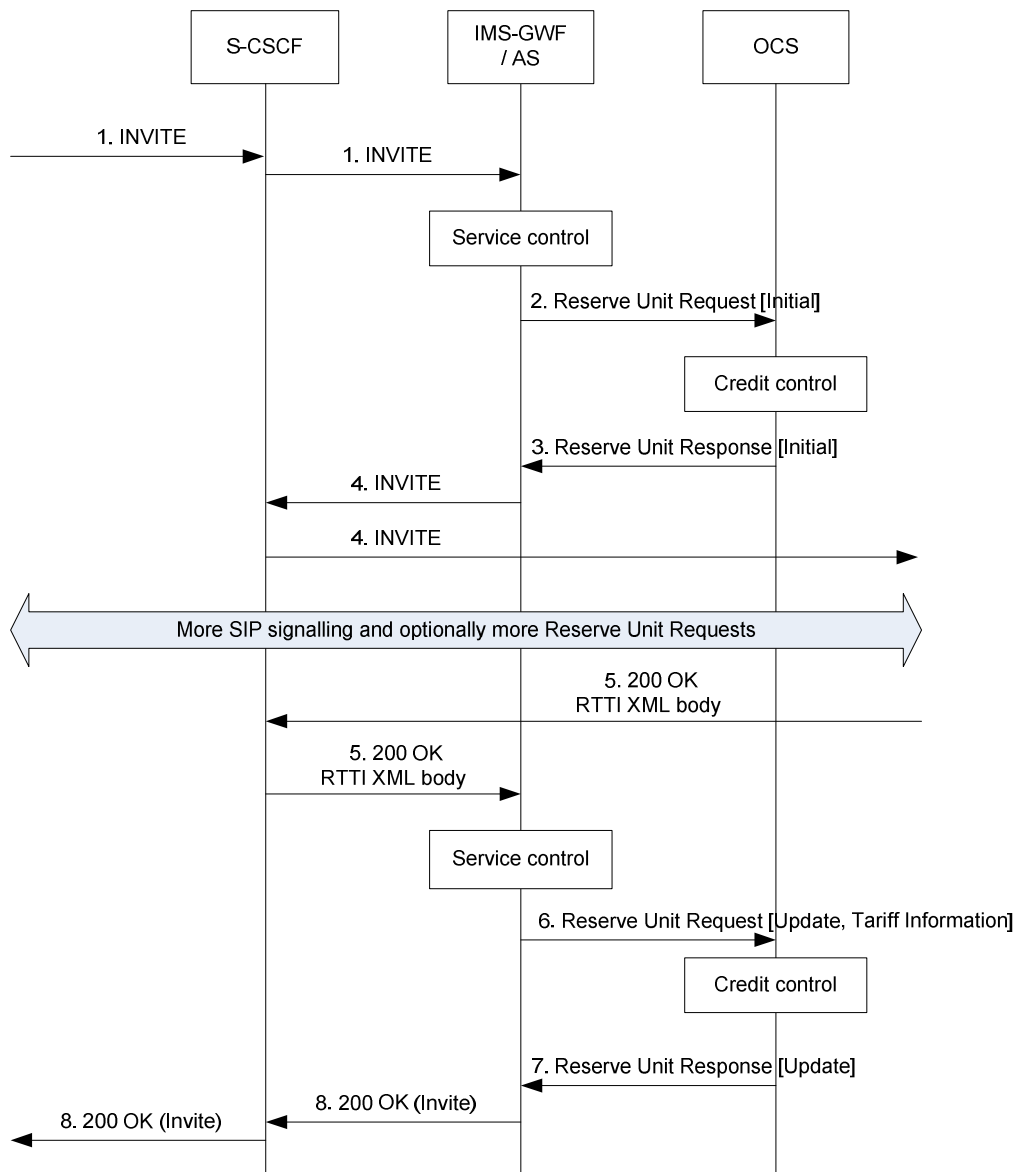 S-CSCF
IMS-GWF
/ AS
OCS
1. INVITE
1. INVITE
Service control
2. Reserve Unit Request [Initial]
Credit control
3. Reserve Unit Response [Initial]
4. INVITE
4. INVITE
More SIP signalling and optionally more Reserve Unit Requests
5. 200 OK
RTTI XML body
5. 200 OK
RTTI XML body
Service control
6. Reserve Unit Request [Update, Tariff Information]
Credit control
7. Reserve Unit Response [Update]
8. 200 OK (Invite)
8. 200 OK (Invite)